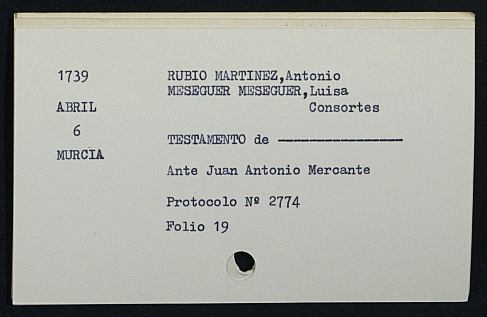 1739
ABRIL
6
MURCIA
RUBIO MARTINEZ,Antonio
MESEGUER MESEGUER,Luisa
Consortes
TESTAMENTO de ----------------
Ante Juan Antonio Mercante
Protocolo Nº 2774
Folio 19